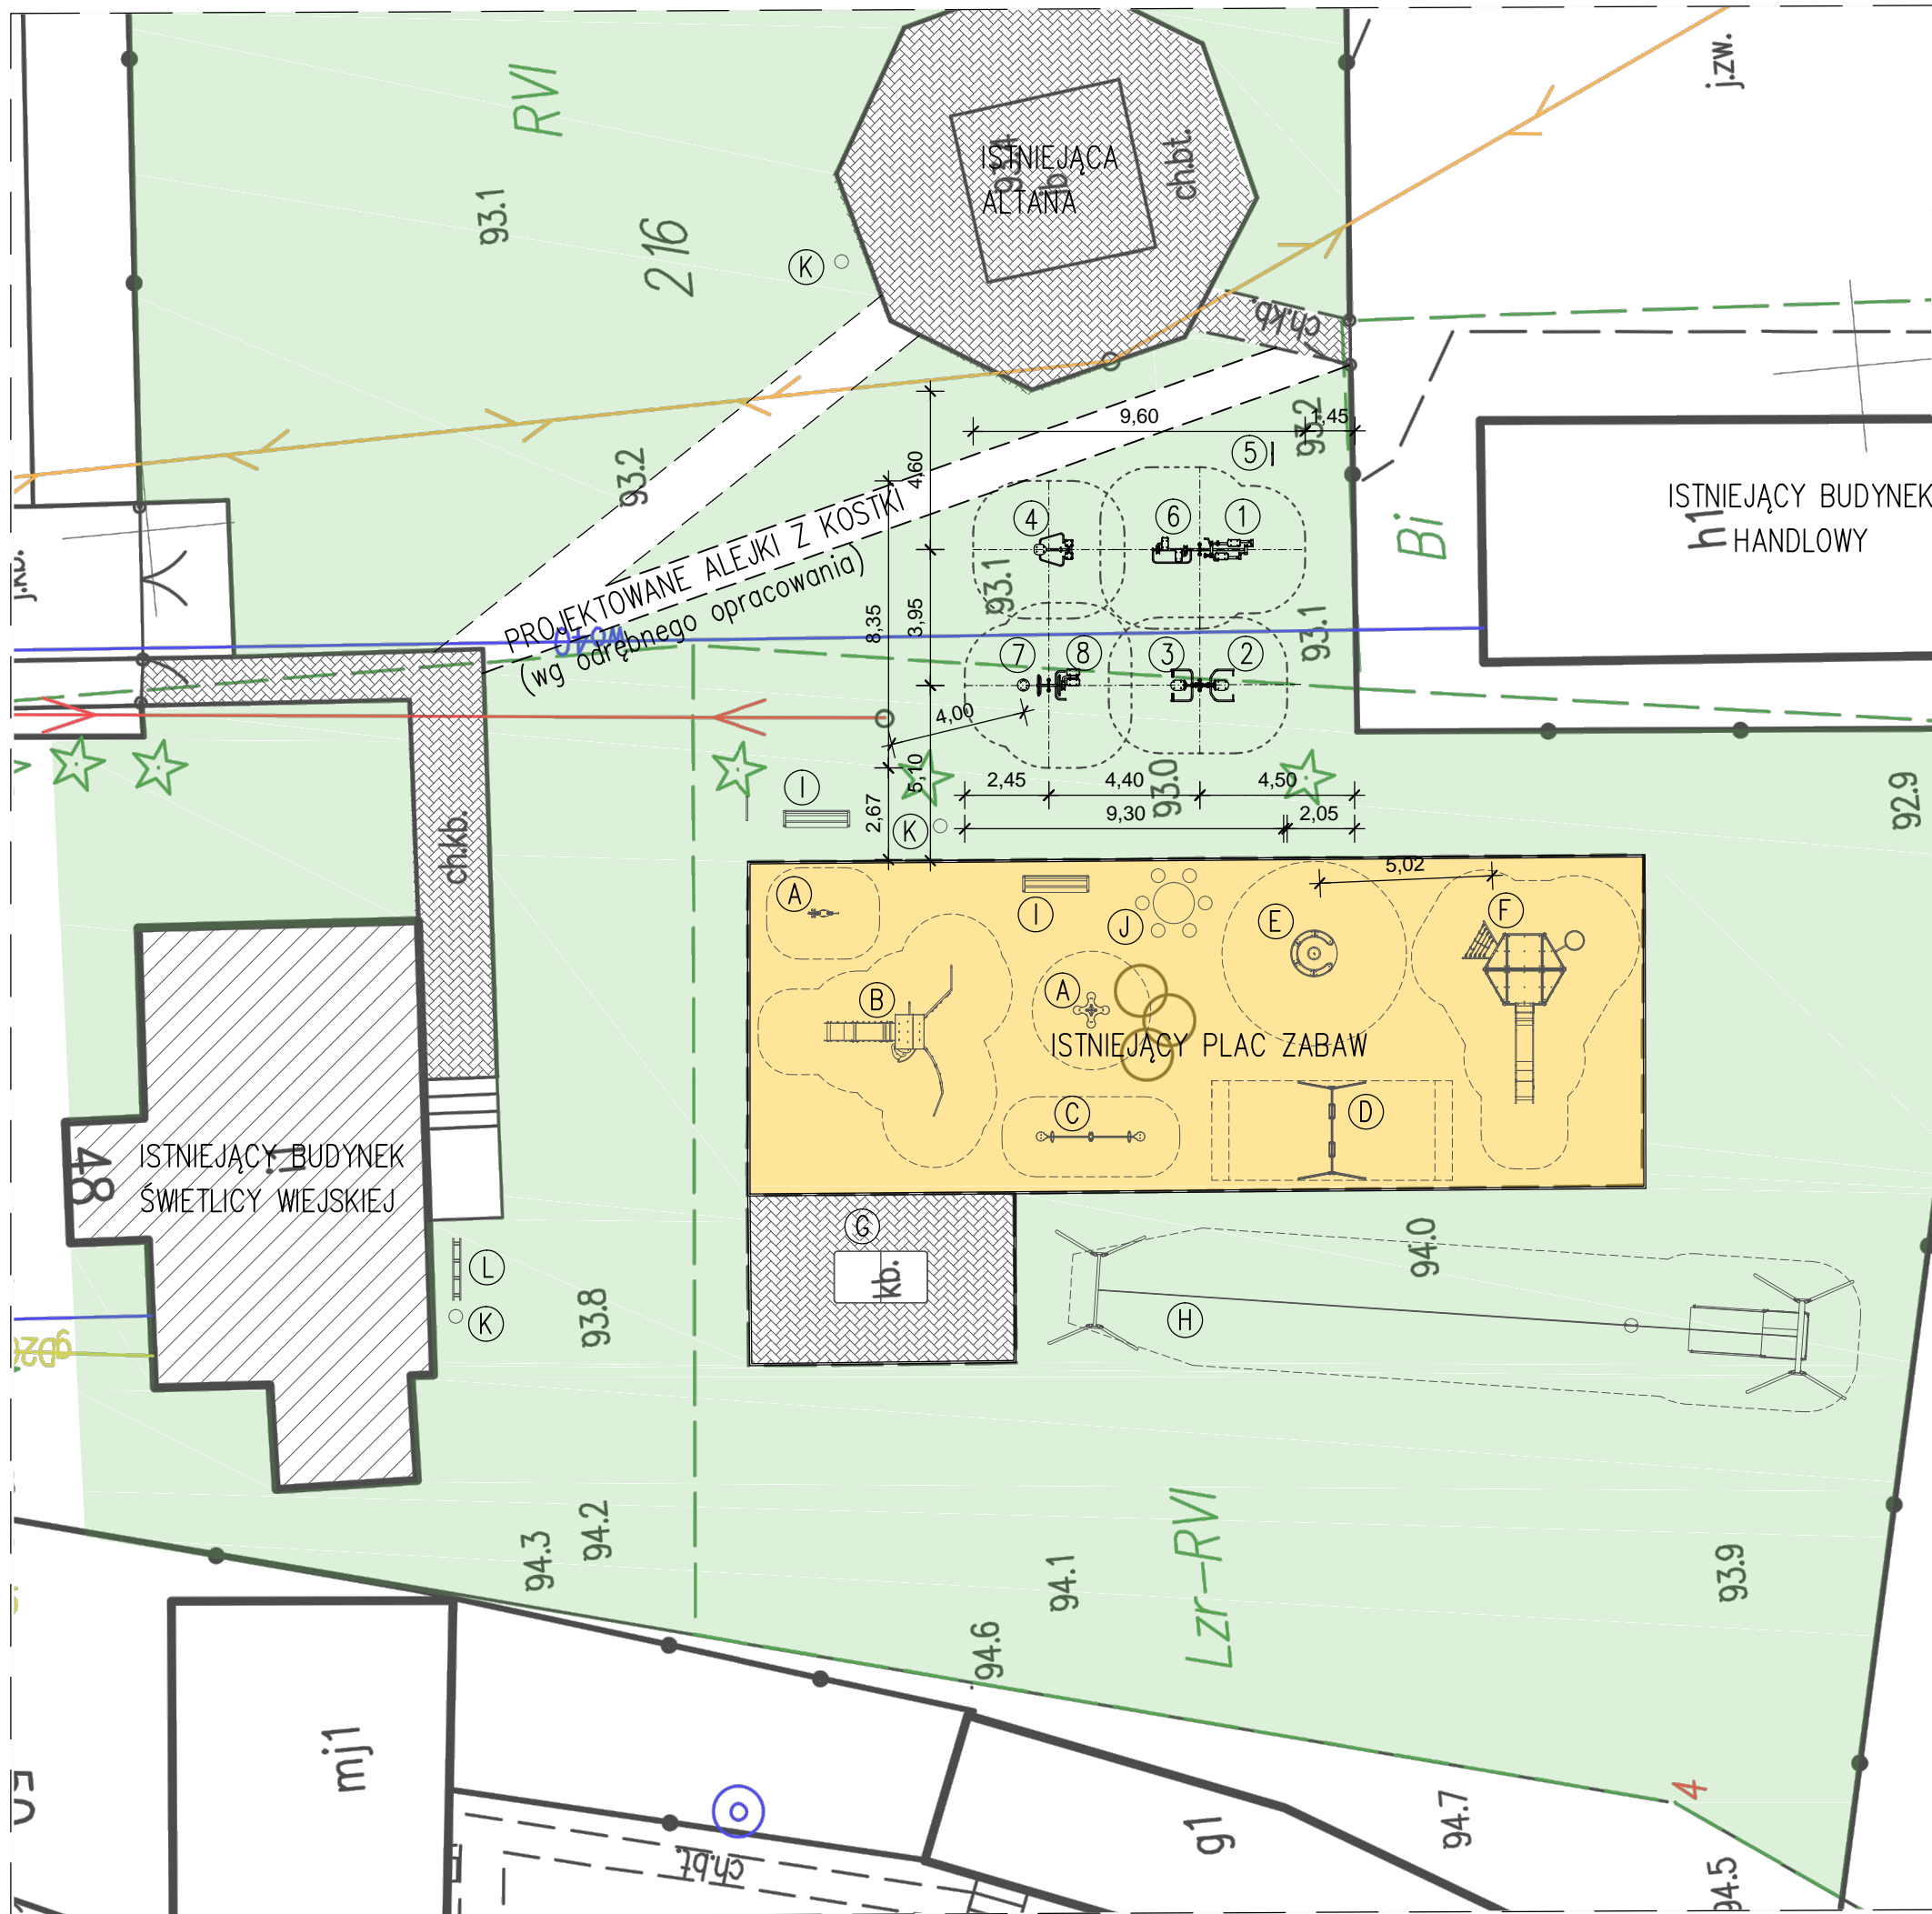 RVI
j.zw.
93.1
216
ISTNIEJĄCA
ALTANA
ch.bt.
K
ch.kb.
93.2
9,60
1,45
93.2
5
4,60
PROJEKTOWANE ALEJKI Z KOSTKI
(wg odrębnego opracowania)
4
6
1
93.1
Bi
ISTNIEJĄCY BUDYNEK
HANDLOWY
h1
8,35
3,95
7
8
3
2
93.1
4,00
5,10
2,67
I
K
2,45
4,40
4,50
93.0
9,30
2,05
92.9
ch.kb.
A
I
J
E
5,02
F
B
A
ISTNIEJĄCY PLAC ZABAW
C
D
48
ISTNIEJĄCY BUDYNEK
ŚWIETLICY WIEJSKIEJ
G
kb.
L
K
93.8
94.0
H
94.3
94.2
94.1
Lzr-RVI
93.9
94.6
mj1
4
g1
94.7
94.5
ch.bt.